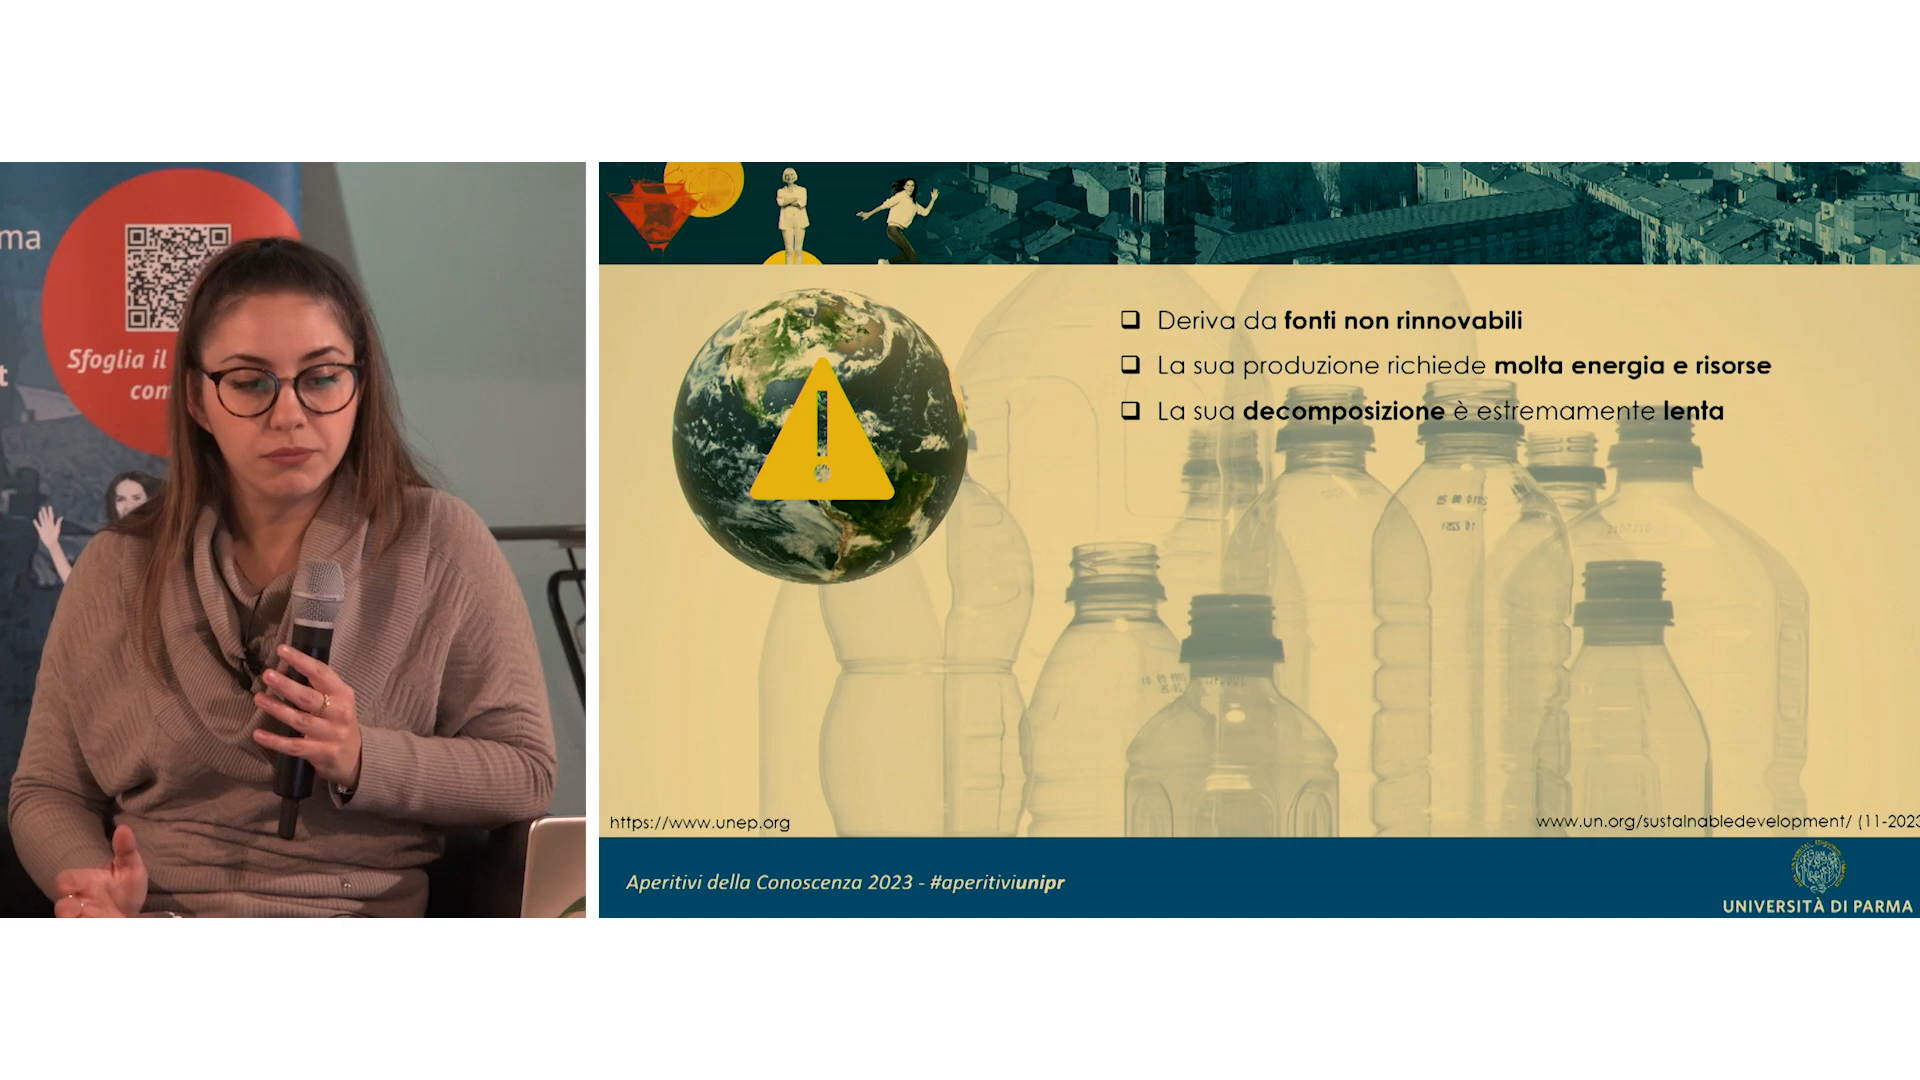 ma
t
Sfoglia il
com
Deriva da fonti non rinnovabili
La sua produzione richiede molta energia e risorse
La sua decomposizione è estremamente lenta
https://www.unep.org
www.un.org/sustainabledevelopment/ (11-2023
Aperitivi della Conoscenza 2023 - #aperitiviunipr
UNIVERSITÀ DI PARMA